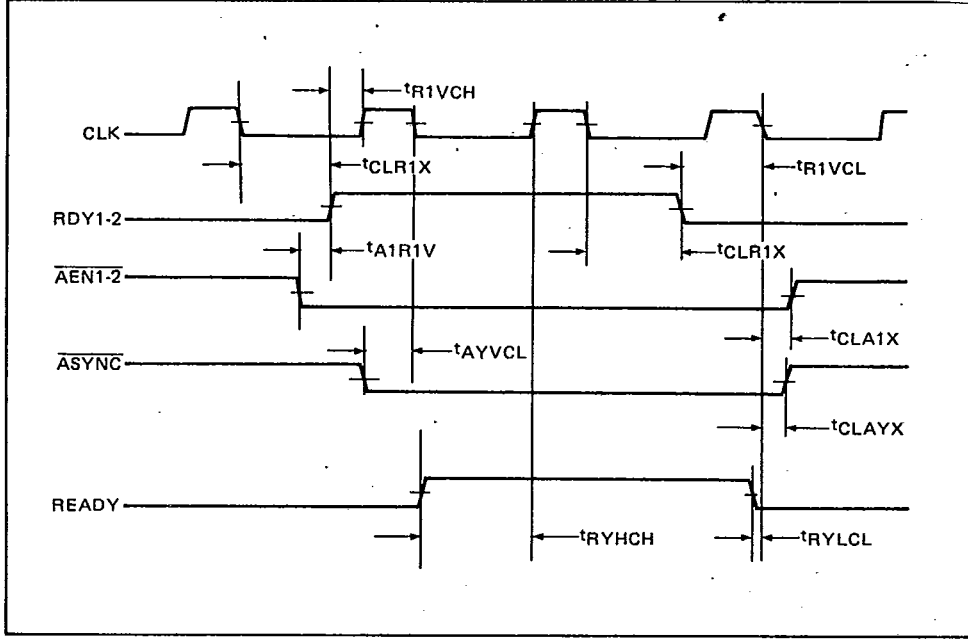 tR1VCH
CLK
tCLR1X
tR1VCL
RDY1-2
tA1R1V
tCLR1X
AEN1-2
tCLA1X
tAYVCL
ASYNC
tCLAYX
READY
tRYHCH
tRYLCL